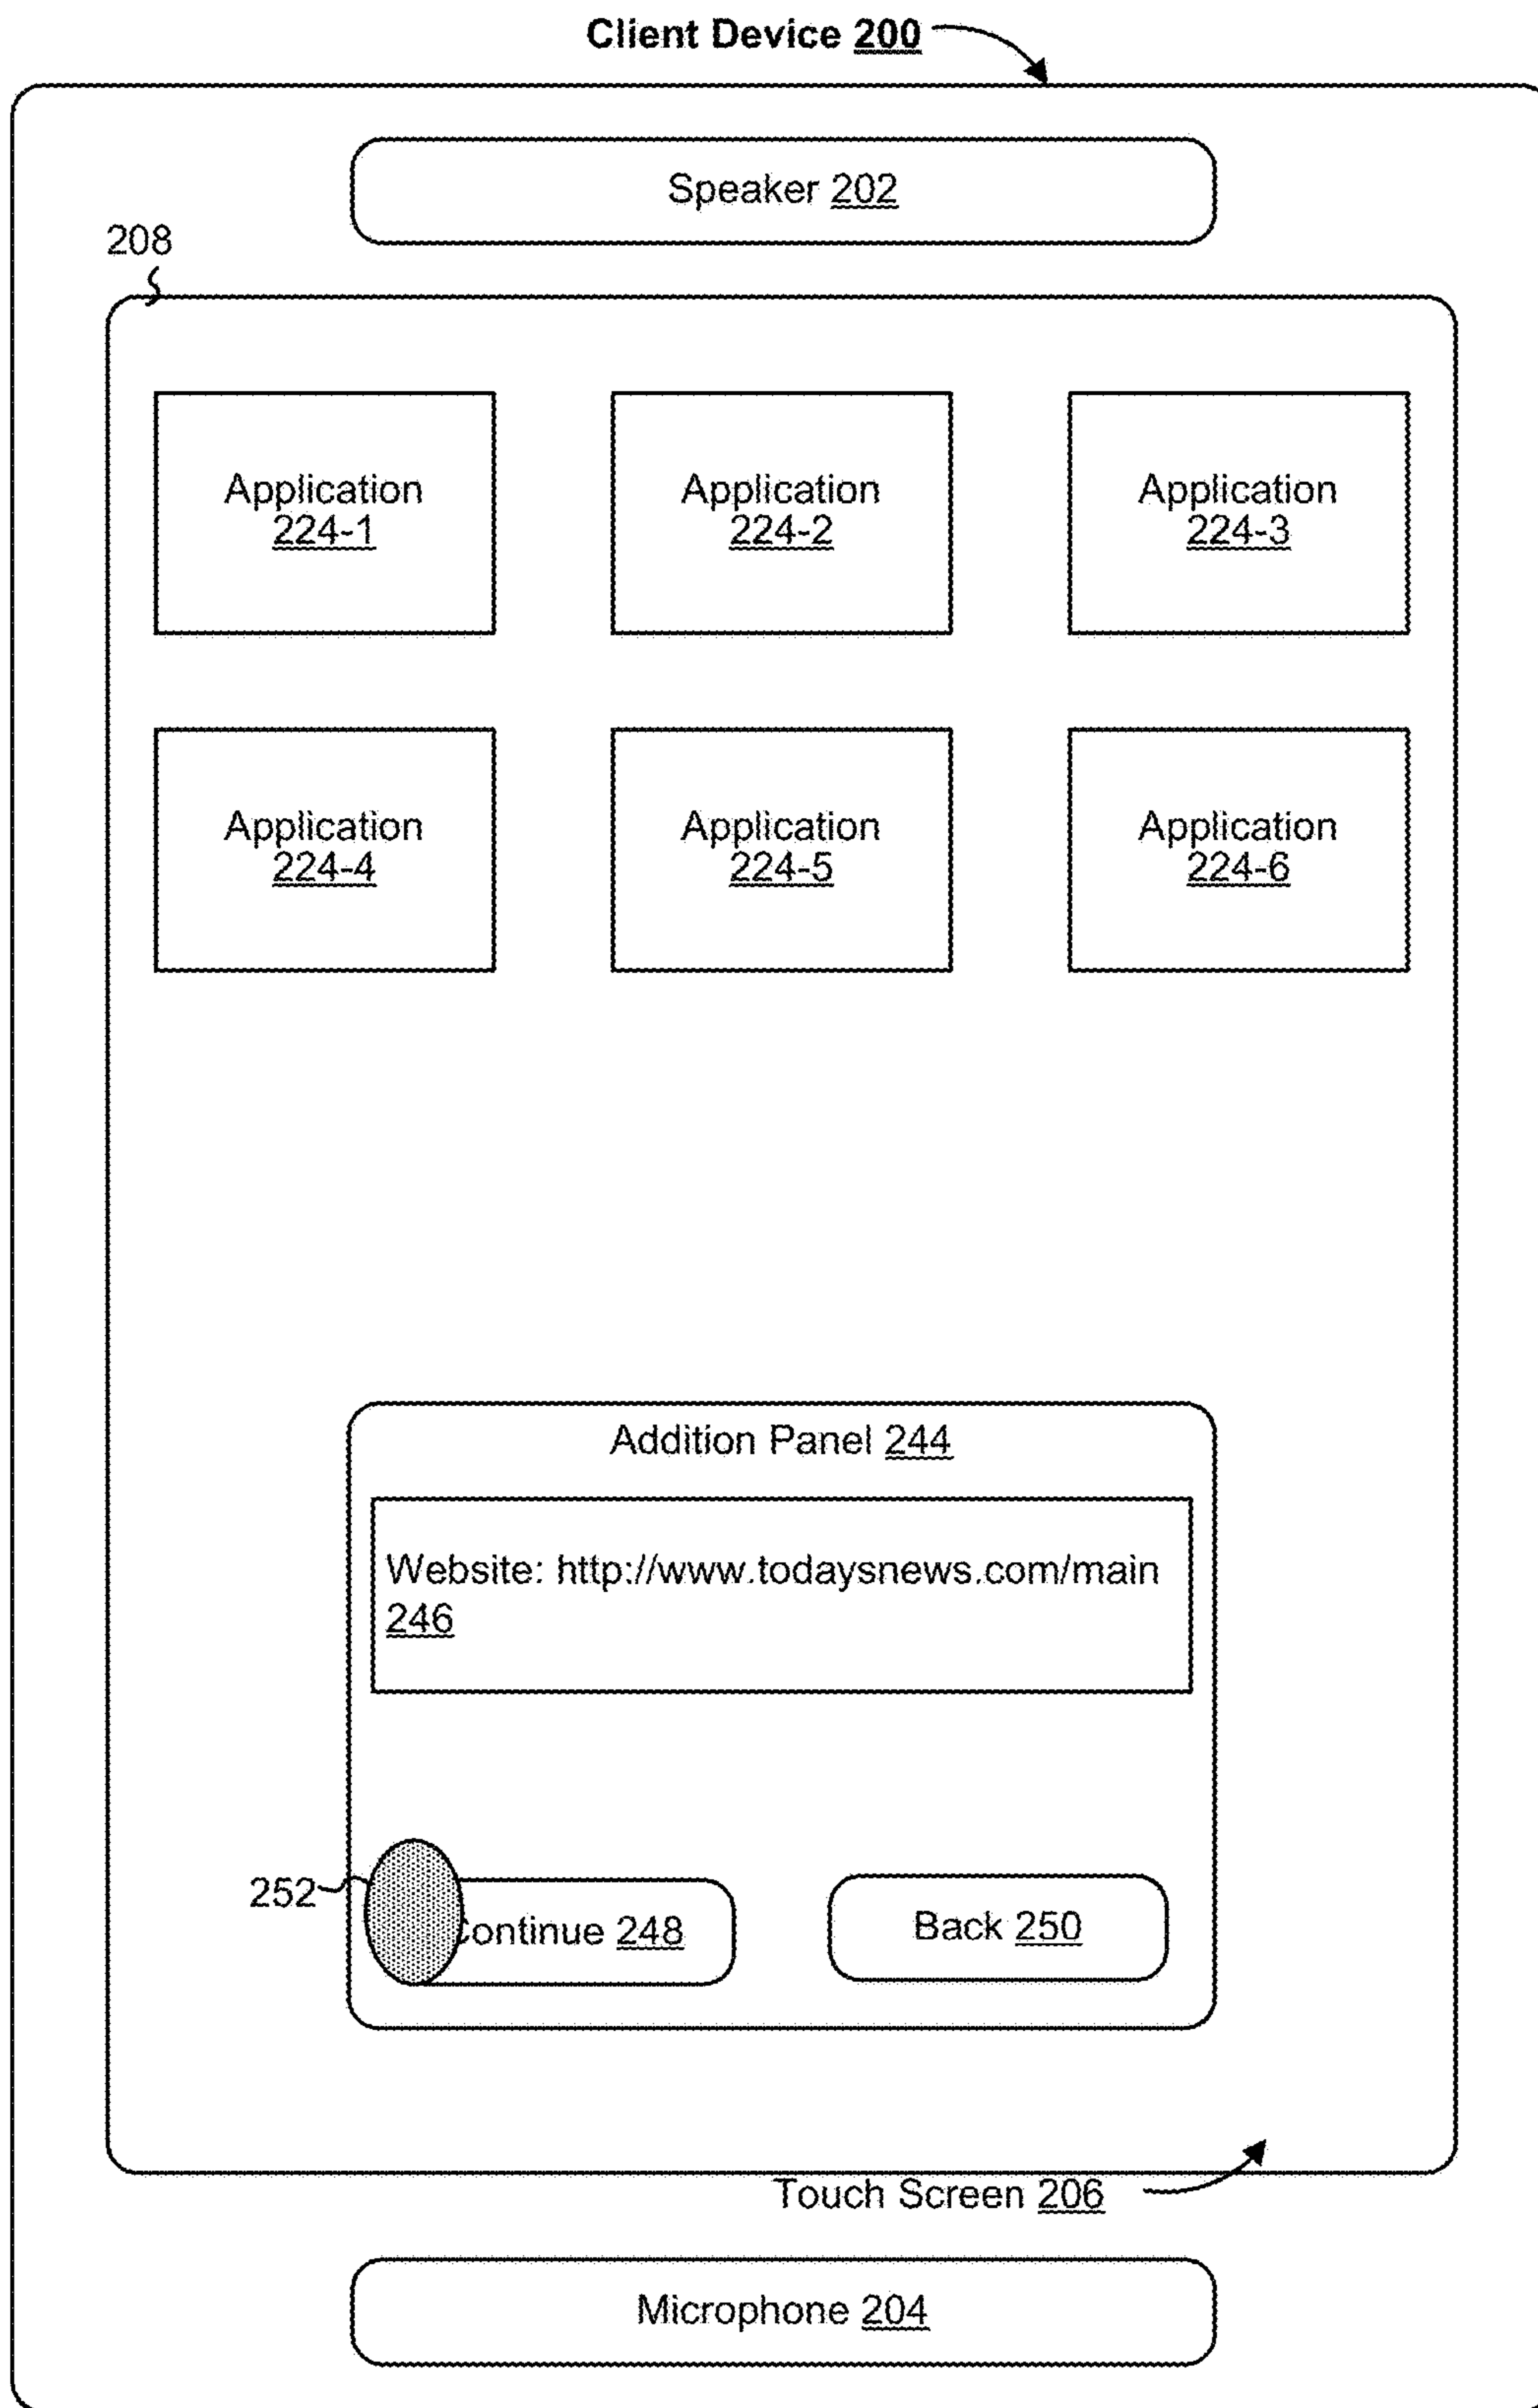 Client Device 200
Speaker 202
208
Application
224-1
Application
224-2
Application
224-3
Application
224-4
Application
224-5
Application
224-6
Addition Panel 244
Website: http://www.todaysnews.com/main
246
252
Continue 248
Back 250
Touch Screen 206
Microphone 204